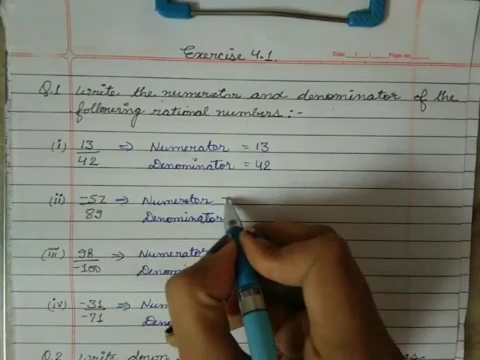 Exercise 4.1.
Date: / / Page no:
Q.1 Write the numerator and denominator of the
following rational numbers :-
(i) 13/42 ⇒ Numerator = 13
Denominator = 42
(ii) -57/89 ⇒ Numerator
Denominator
(iii) 98/-100 ⇒ Numerator
(iv) -31/-71 ⇒
Q.2 Write down